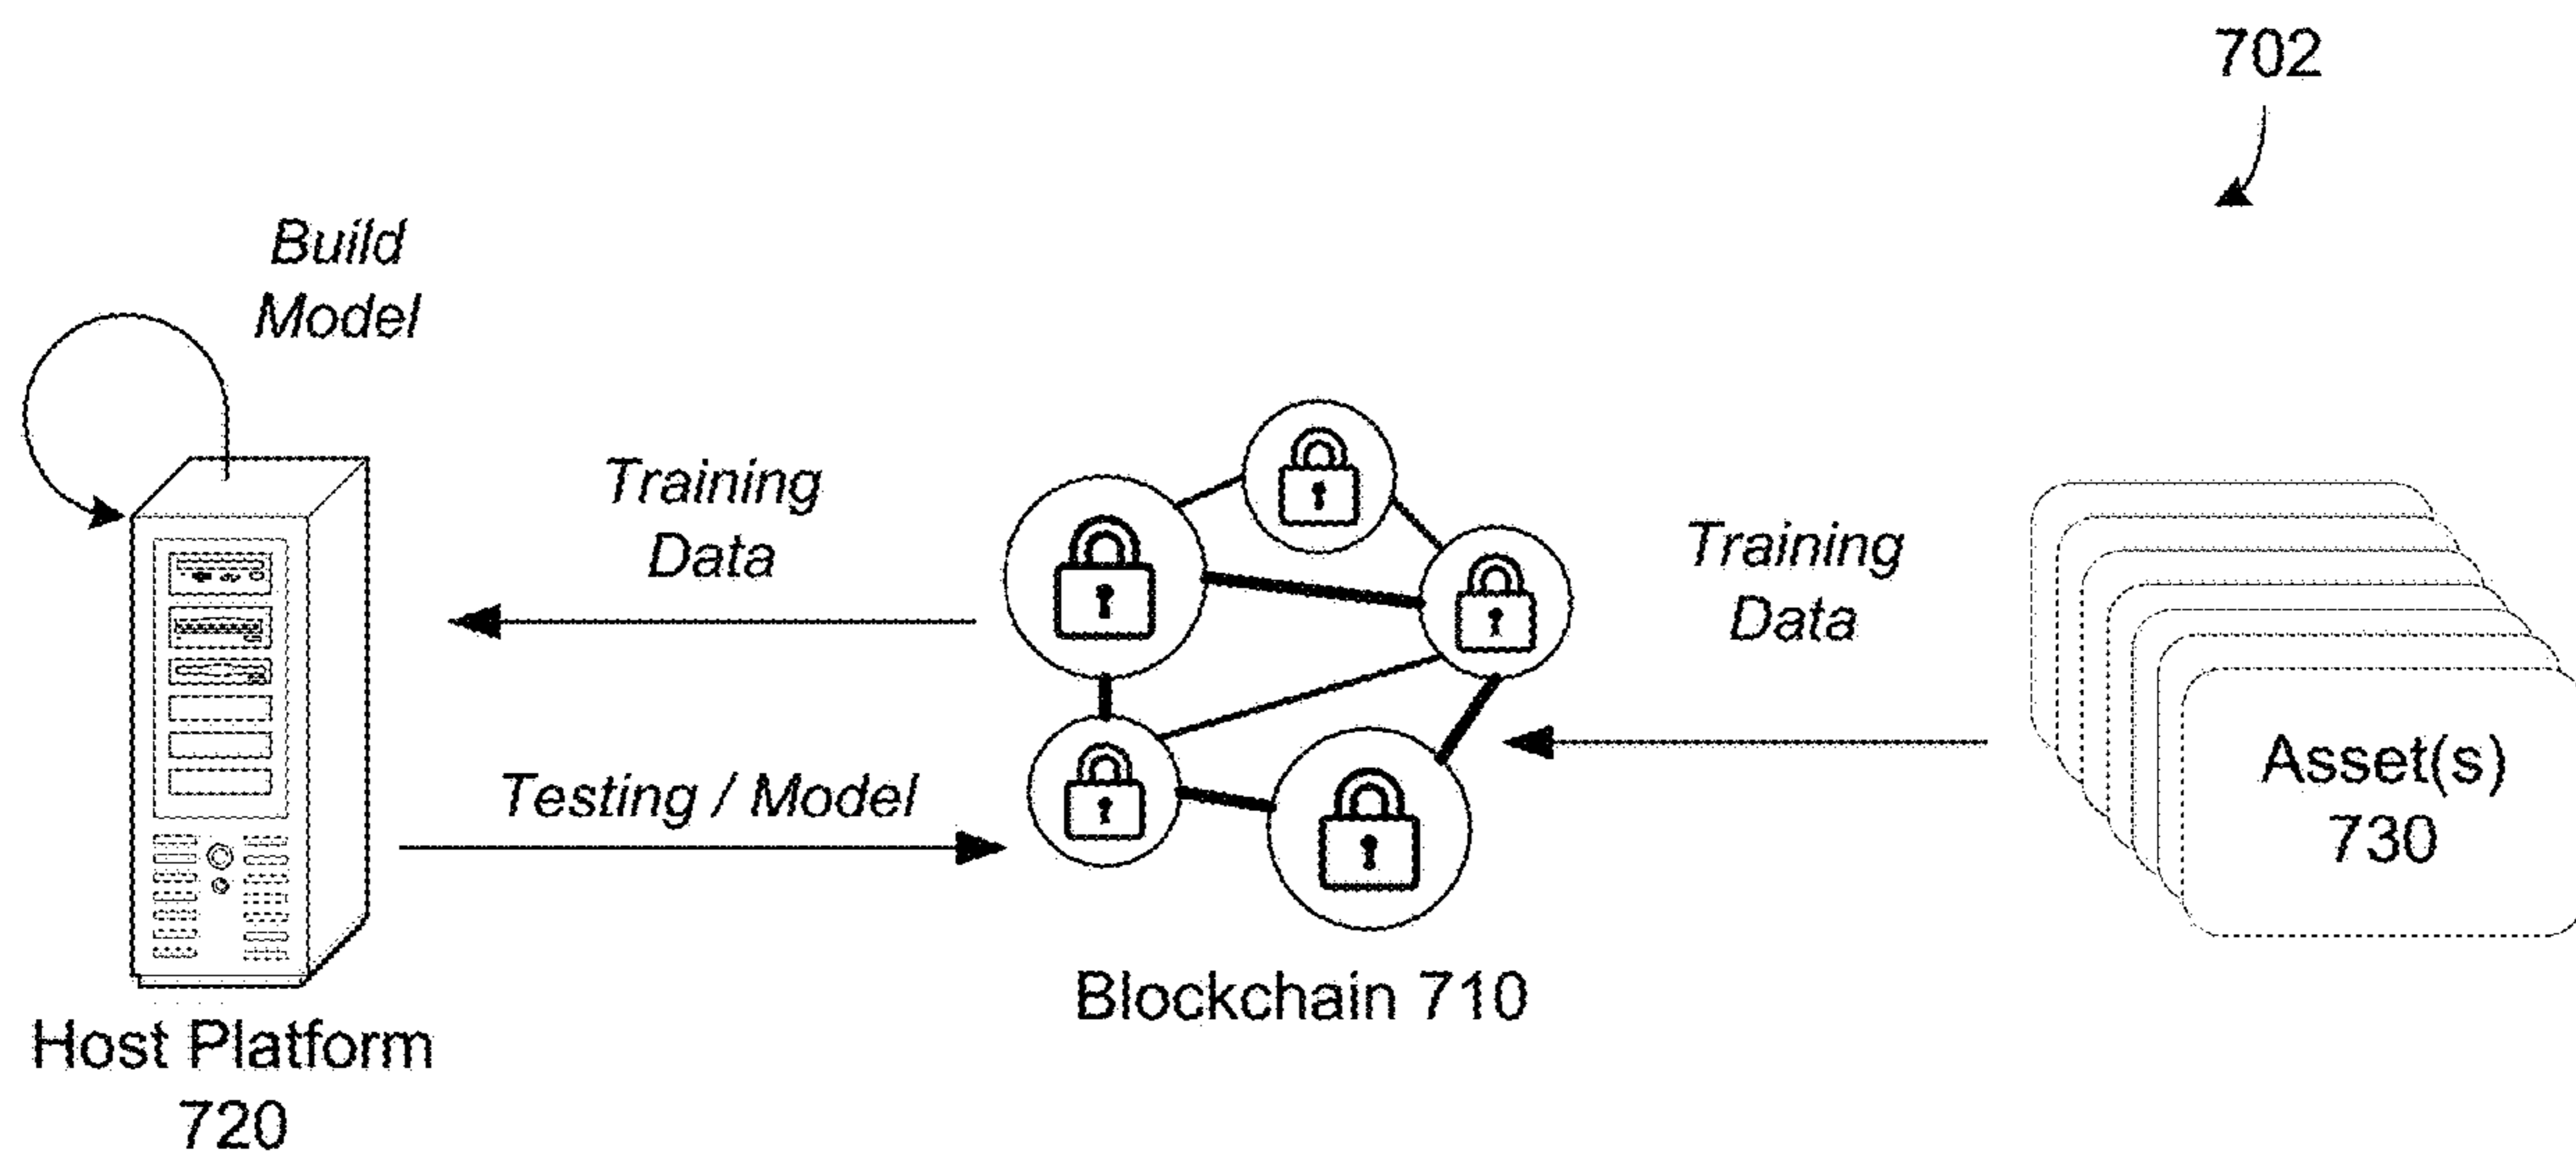 702
Build
Model
Training
Data
Training
Data
Testing / Model
Asset(s)
730
Blockchain 710
Host Platform
720